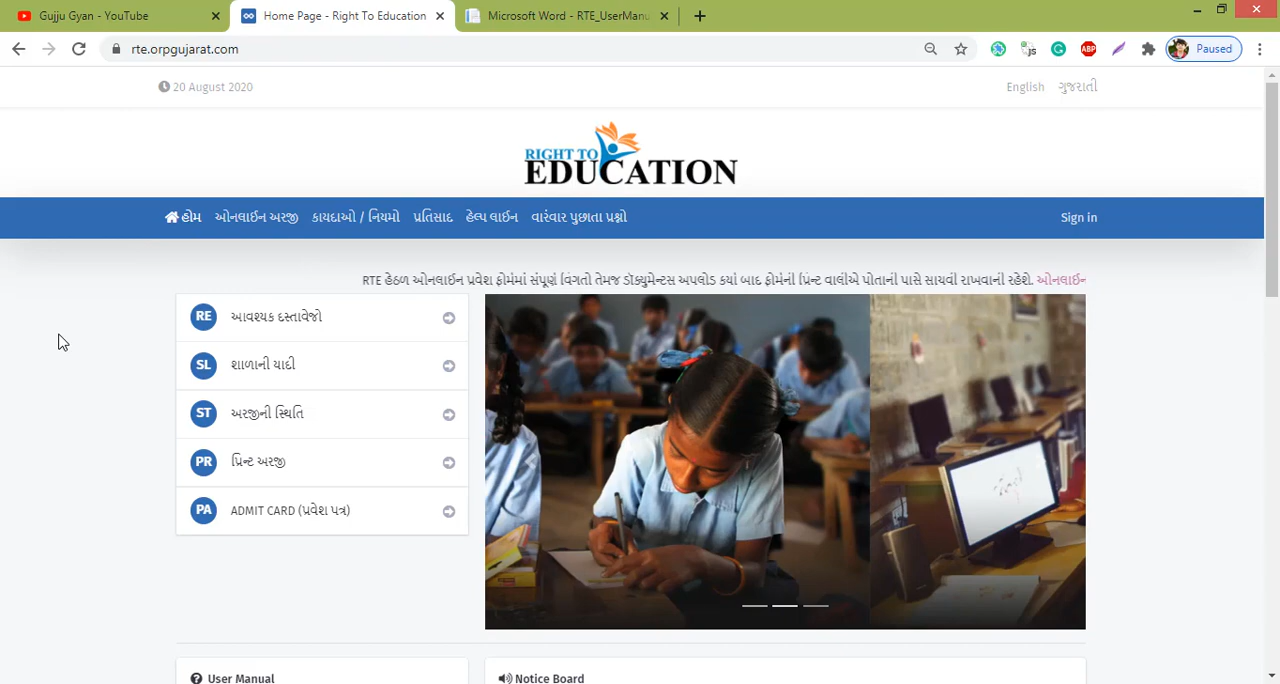 Gujju Gyan - YouTube
Home Page - Right To Education
Microsoft Word - RTE_UserManu
rte.orpgujarat.com
ABP
Paused
20 August 2020
English ગુજરાતી
RIGHT TO
EDUCATION
હોમ ઓનલાઈન અરજી કાયદાઓ / નિયમો પ્રતિસાદ હેલ્પ લાઈન વારંવાર પુછાતા પ્રશ્નો Sign in
RTE હેઠળ ઓનલાઈન પ્રવેશ ફોર્મમાં સંપૂર્ણ વિગતો તેમજ ડૉક્યુમેન્ટસ અપલોડ કર્યા બાદ ફોર્મની પ્રિન્ટ વાલીએ પોતાની પાસે સાચવી રાખવાની રહેશે. ઓનલાઈન
RE આવશ્યક દસ્તાવેજો
SL શાળાની યાદી
ST અરજીની સ્થિતિ
PR પ્રિન્ટ અરજી
PA ADMIT CARD (પ્રવેશ પત્ર)
User Manual
Notice Board